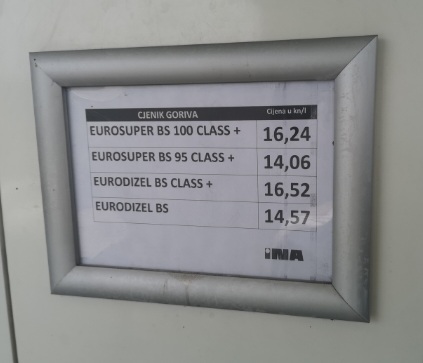 CJENIK GORIVA Cijena u kn/l
EUROSUPER BS 100 CLASS + 16,24
EUROSUPER BS 95 CLASS + 14,06
EURODIZEL BS CLASS + 16,52
EURODIZEL BS 14,57
INA